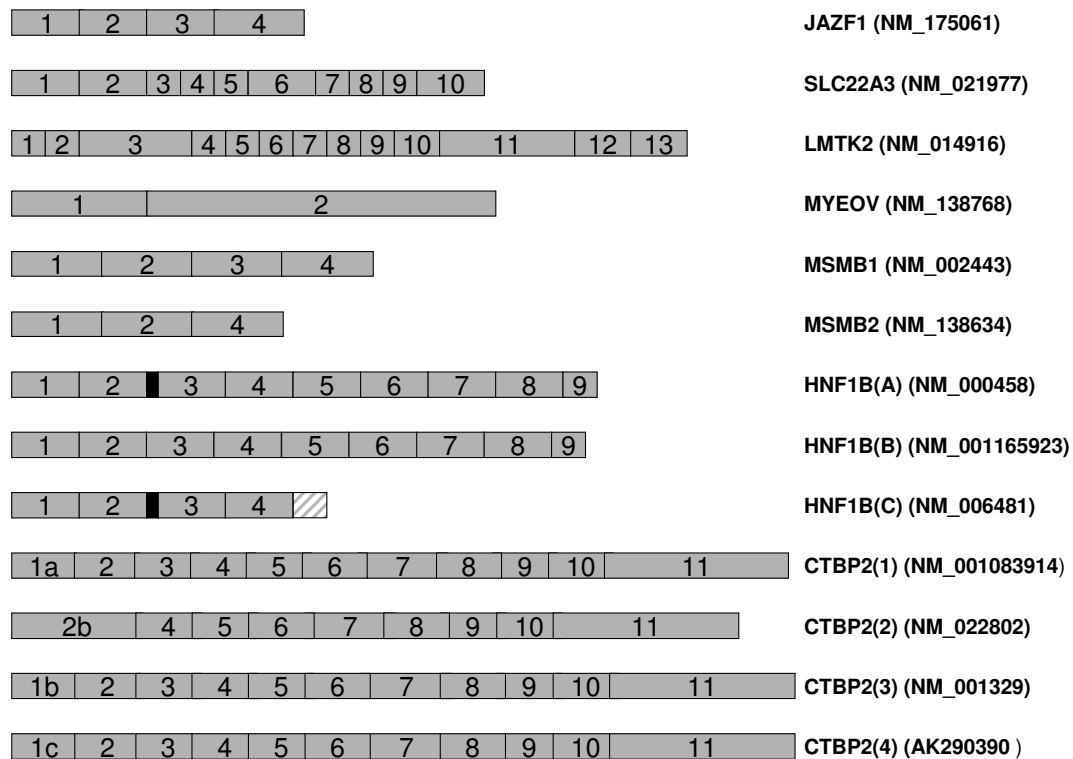 1 2 3 4 JAZF1 (NM_175061)
1 2 3 4 5 6 7 8 9 10 SLC22A3 (NM_021977)
1 2 3 4 5 6 7 8 9 10 11 12 13 LMTK2 (NM_014916)
1 2 MYEOV (NM_138768)
1 2 3 4 MSMB1 (NM_002443)
1 2 4 MSMB2 (NM_138634)
1 2 3 4 5 6 7 8 9 HNF1B(A) (NM_000458)
1 2 3 4 5 6 7 8 9 HNF1B(B) (NM_001165923)
1 2 3 4 HNF1B(C) (NM_006481)
1a 2 3 4 5 6 7 8 9 10 11 CTBP2(1) (NM_001083914)
2b 4 5 6 7 8 9 10 11 CTBP2(2) (NM_022802)
1b 2 3 4 5 6 7 8 9 10 11 CTBP2(3) (NM_001329)
1c 2 3 4 5 6 7 8 9 10 11 CTBP2(4) (AK290390 )